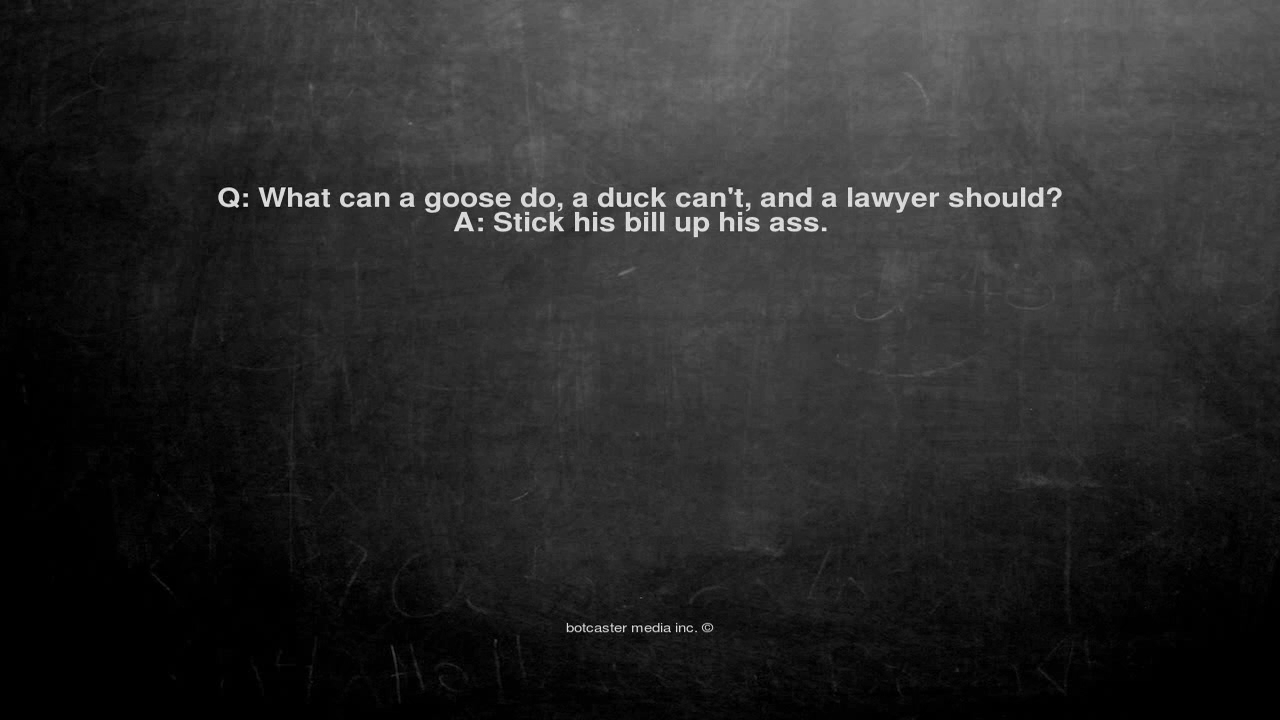 Q: What can a goose do, a duck can't, and a lawyer should?
A: Stick his bill up his ass.
botcaster media inc. ©